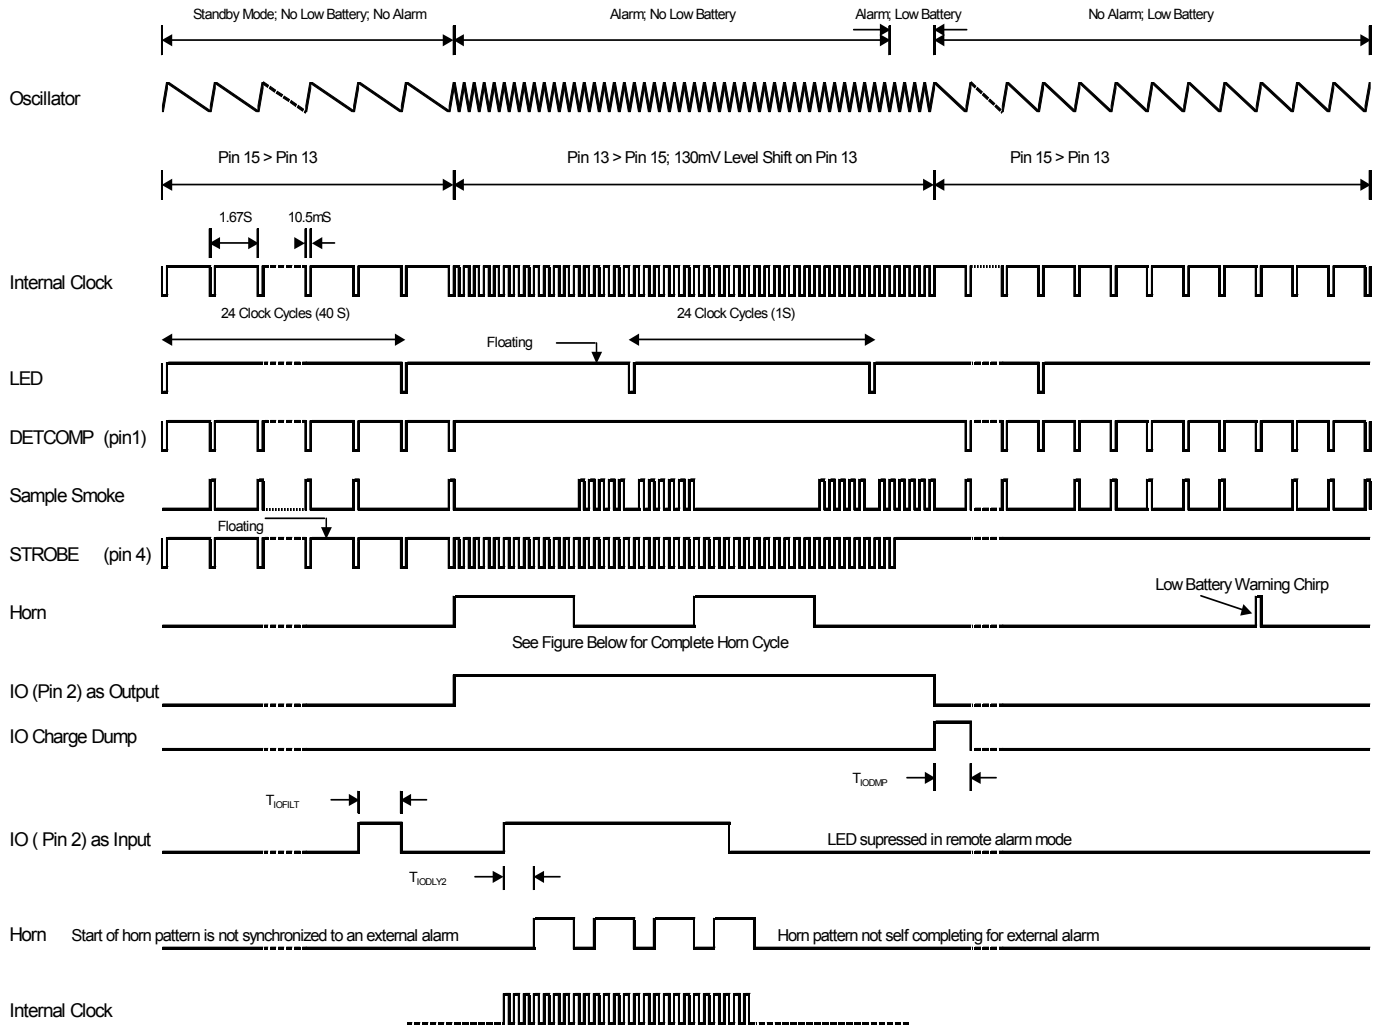 Standby Mode; No Low Battery; No Alarm
Alarm; No Low Battery
Alarm; Low Battery
No Alarm; Low Battery
Oscillator
Pin 15 > Pin 13
Pin 13 > Pin 15; 130mV Level Shift on Pin 13
Pin 15 > Pin 13
1.67S
10.5mS
Internal Clock
24 Clock Cycles (40 S)
24 Clock Cycles (1S)
Floating
LED
DETCOMP (pin1)
Sample Smoke
Floating
STROBE (pin 4)
Low Battery Warning Chirp
Horn
See Figure Below for Complete Horn Cycle
IO (Pin 2) as Output
IO Charge Dump
TIODMP
TIOFILT
IO ( Pin 2) as Input
LED supressed in remote alarm mode
TIODLY2
Horn Start of horn pattern is not synchronized to an external alarm
Horn pattern not self completing for external alarm
Internal Clock